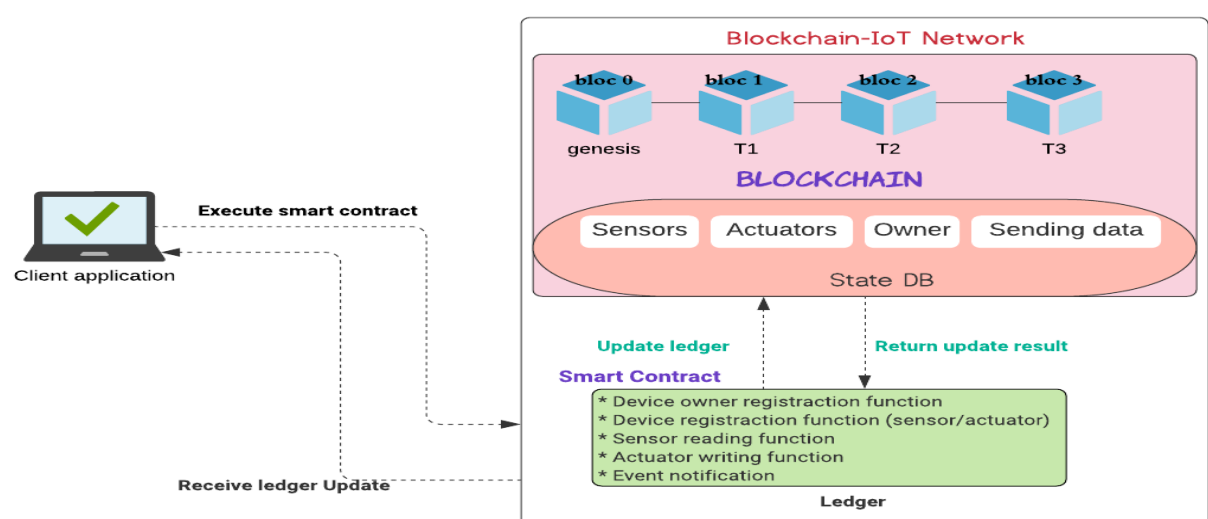 Blockchain-IoT Network
bloc 0 bloc 1 bloc 2 bloc 3
genesis T1 T2 T3
BLOCKCHAIN
Execute smart contract
Sensors Actuators Owner Sending data
Client application
State DB
Update ledger Return update result
Smart Contract
* Device owner registraction function
* Device registraction function (sensor/actuator)
* Sensor reading function
* Actuator writing function
* Event notification
Receive ledger Update
Ledger